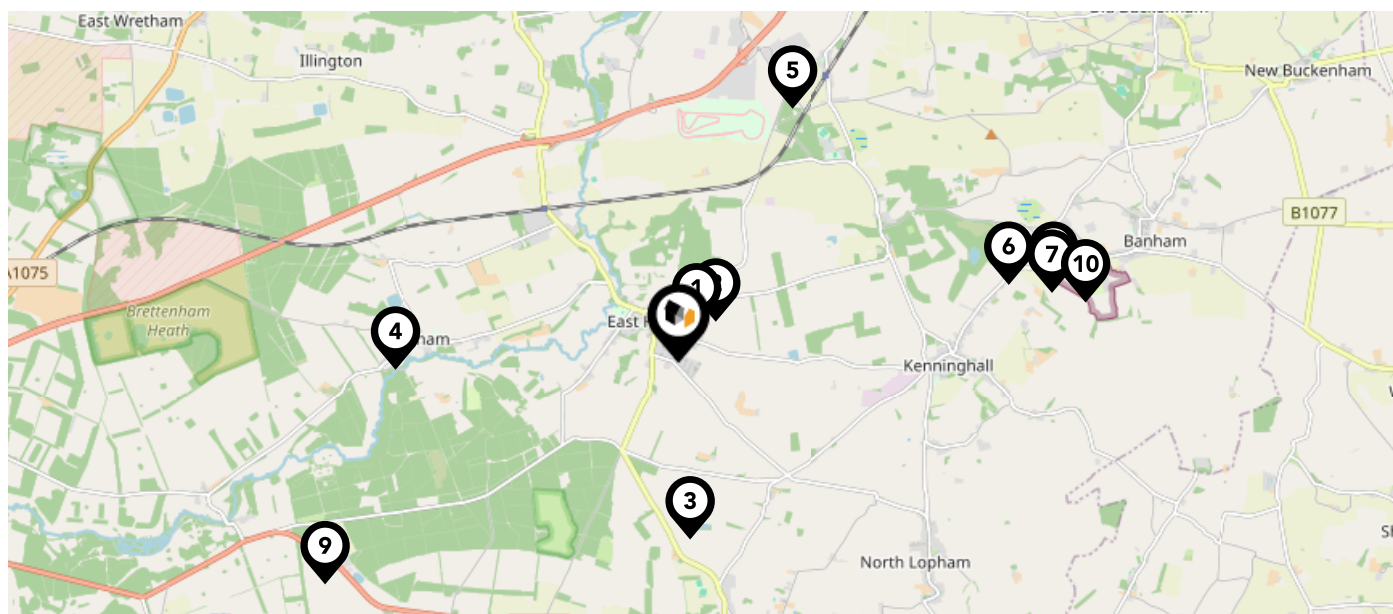 East Wretham
Illington
5
New Buckenham
B1077
6
7
10
Banham
A1075
1
Brettenham
Heath
East
4
Kenninghall
3
9
North Lopham